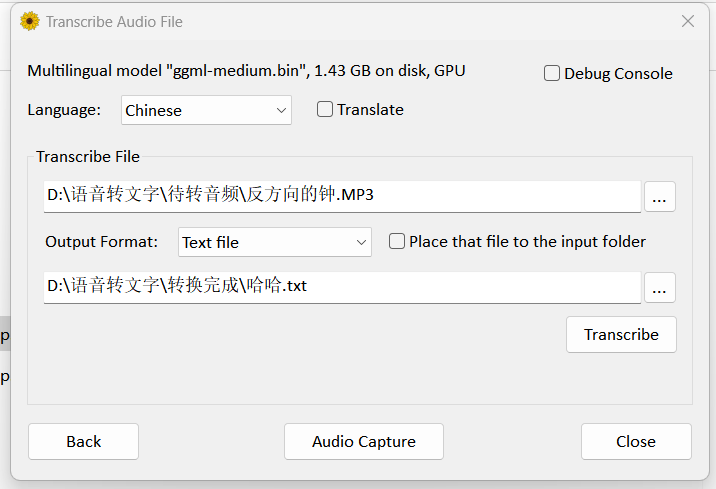 Transcribe Audio File
Multilingual model "ggml-medium.bin", 1.43 GB on disk, GPU
Debug Console
Language: Chinese Translate
Transcribe File
D:\语音转文字\待转音频\反方向的钟.MP3 ...
Output Format: Text file Place that file to the input folder
D:\语音转文字\转换完成\哈哈.txt ...
Transcribe
p
p
Back Audio Capture Close